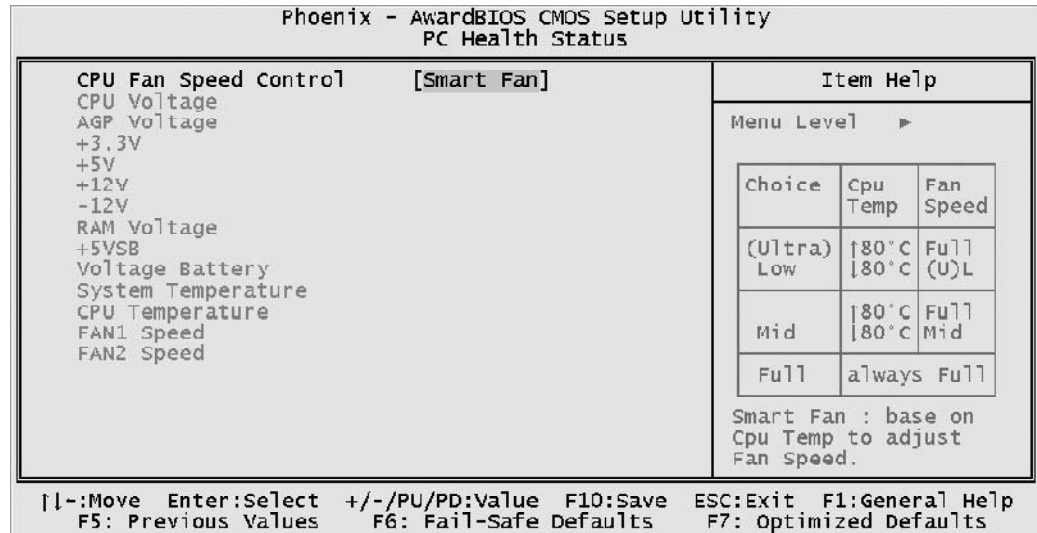 Phoenix - AwardBIOS CMOS Setup Utility
PC Health Status
CPU Fan Speed Control [Smart Fan]
CPU Voltage
AGP Voltage
+3.3V
+5V
+12V
-12V
RAM Voltage
+5VSB
Voltage Battery
System Temperature
CPU Temperature
FAN1 Speed
FAN2 Speed
Item Help
Menu Level ►
Choice Cpu Temp Fan Speed
(Ultra) Low ↑80°C Full ↓80°C (U)L
Mid ↑80°C Full ↓80°C Mid
Full always Full
Smart Fan : base on
Cpu Temp to adjust
Fan Speed.
↑↓-:Move Enter:Select +/-/PU/PD:Value F10:Save ESC:Exit F1:General Help
F5: Previous Values F6: Fail-Safe Defaults F7: Optimized Defaults